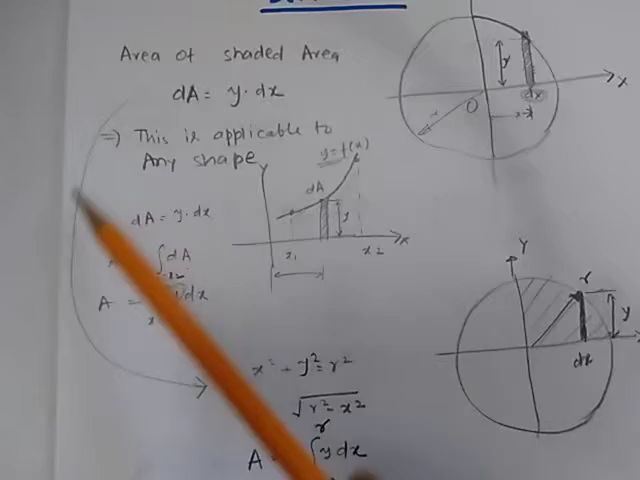 Area of shaded Area
dA = y · dx
⇒ This is applicable to
Any shape
dA = y · dx
∫ dA
A = dx
x² + y² = r²
√r² - x²
r
A = ∫ y dx
y
O
x
dx
X
Y
y = f(x)
dA
y
x
x₁
x₂
Y
r
y
dx